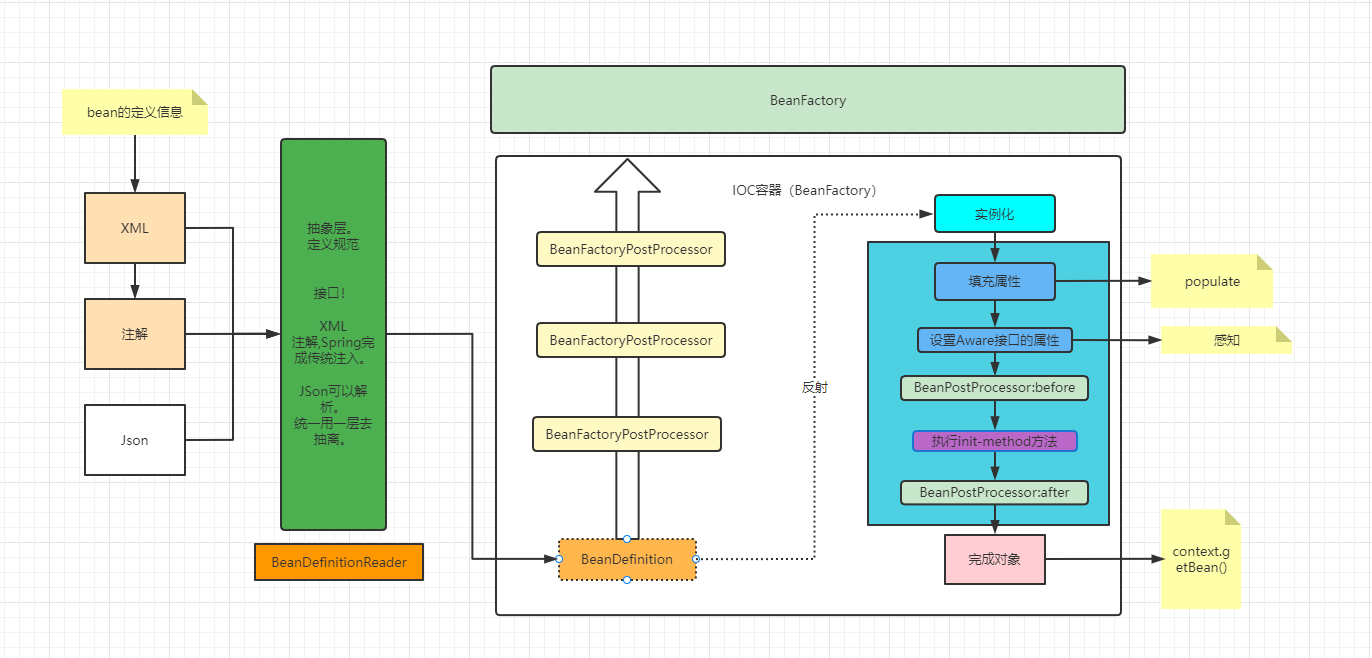 bean的定义信息
XML
注解
Json
抽象层。
定义规范
接口！
XML
注解,Spring完
成传统注入。
JSon可以解
析。
统一用一层去
抽离。
BeanDefinitionReader
BeanFactory
IOC容器（BeanFactory）
BeanFactoryPostProcessor
BeanFactoryPostProcessor
BeanFactoryPostProcessor
BeanDefinition
反射
实例化
填充属性
设置Aware接口的属性
BeanPostProcessor:before
执行init-method方法
BeanPostProcessor:after
完成对象
populate
感知
context.g
etBean()